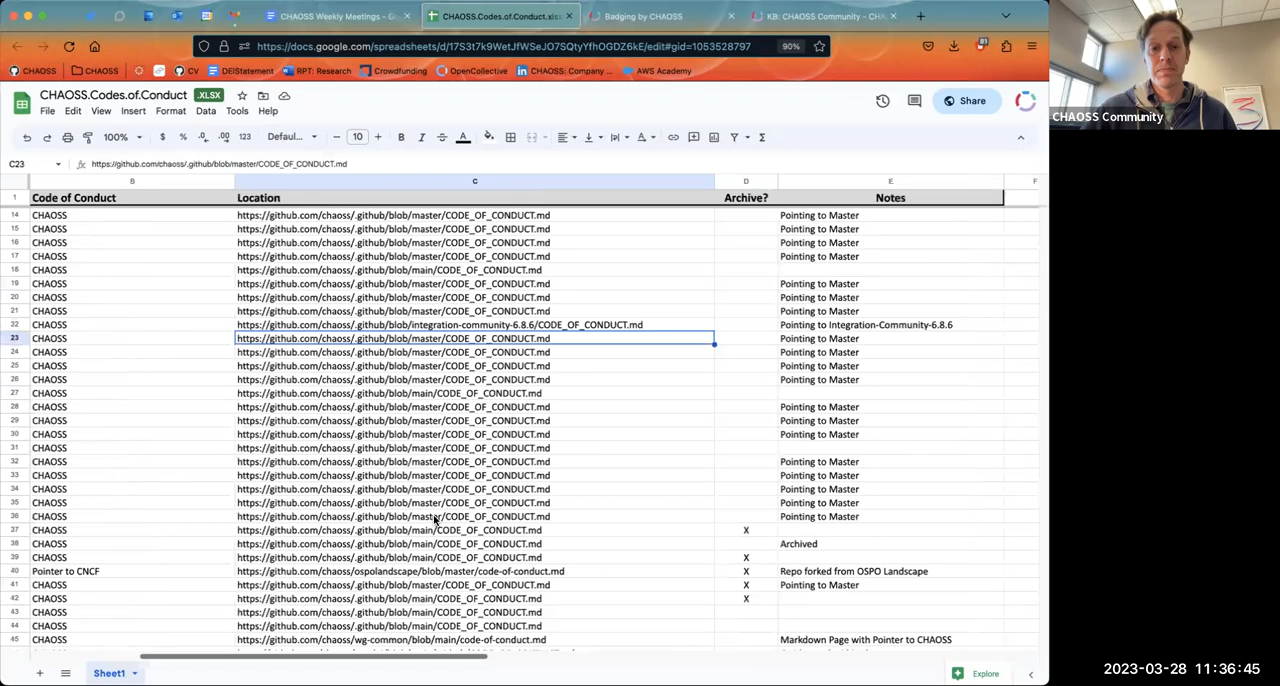 CHAOSS Weekly Meetings - G
CHAOSS.Codes.of.Conduct.xls
Badging by CHAOSS
KB: CHAOSS Community - CHA
https://docs.google.com/spreadsheets/d/17S3t7k9WetJfWSeJO7SQtyYfhOGDZ6kE/edit#gid=1053528797
90%
CHAOSS
CHAOSS
CV
DEIStatement
RPT: Research
Crowdfunding
OpenCollective
CHAOSS: Company ...
AWS Academy
CHAOSS.Codes.of.Conduct .XLSX
File Edit View Insert Format Data Tools Help
Share
100% $ % .0 .00 123 Defaul... 10 B I A
C23 fx https://github.com/chaoss/.github/blob/master/CODE_OF_CONDUCT.md
B C D E F
1 Code of Conduct Location Archive? Notes
14 CHAOSS https://github.com/chaoss/.github/blob/master/CODE_OF_CONDUCT.md Pointing to Master
15 CHAOSS https://github.com/chaoss/.github/blob/master/CODE_OF_CONDUCT.md Pointing to Master
16 CHAOSS https://github.com/chaoss/.github/blob/master/CODE_OF_CONDUCT.md Pointing to Master
17 CHAOSS https://github.com/chaoss/.github/blob/master/CODE_OF_CONDUCT.md Pointing to Master
18 CHAOSS https://github.com/chaoss/.github/blob/main/CODE_OF_CONDUCT.md
19 CHAOSS https://github.com/chaoss/.github/blob/master/CODE_OF_CONDUCT.md Pointing to Master
20 CHAOSS https://github.com/chaoss/.github/blob/master/CODE_OF_CONDUCT.md Pointing to Master
21 CHAOSS https://github.com/chaoss/.github/blob/master/CODE_OF_CONDUCT.md Pointing to Master
22 CHAOSS https://github.com/chaoss/.github/blob/integration-community-6.8.6/CODE_OF_CONDUCT.md Pointing to Integration-Community-6.8.6
23 CHAOSS https://github.com/chaoss/.github/blob/master/CODE_OF_CONDUCT.md Pointing to Master
24 CHAOSS https://github.com/chaoss/.github/blob/master/CODE_OF_CONDUCT.md Pointing to Master
25 CHAOSS https://github.com/chaoss/.github/blob/master/CODE_OF_CONDUCT.md Pointing to Master
26 CHAOSS https://github.com/chaoss/.github/blob/master/CODE_OF_CONDUCT.md Pointing to Master
27 CHAOSS https://github.com/chaoss/.github/blob/main/CODE_OF_CONDUCT.md
28 CHAOSS https://github.com/chaoss/.github/blob/master/CODE_OF_CONDUCT.md Pointing to Master
29 CHAOSS https://github.com/chaoss/.github/blob/master/CODE_OF_CONDUCT.md Pointing to Master
30 CHAOSS https://github.com/chaoss/.github/blob/master/CODE_OF_CONDUCT.md Pointing to Master
31 CHAOSS https://github.com/chaoss/.github/blob/master/CODE_OF_CONDUCT.md
32 CHAOSS https://github.com/chaoss/.github/blob/master/CODE_OF_CONDUCT.md Pointing to Master
33 CHAOSS https://github.com/chaoss/.github/blob/master/CODE_OF_CONDUCT.md Pointing to Master
34 CHAOSS https://github.com/chaoss/.github/blob/master/CODE_OF_CONDUCT.md Pointing to Master
35 CHAOSS https://github.com/chaoss/.github/blob/master/CODE_OF_CONDUCT.md Pointing to Master
36 CHAOSS https://github.com/chaoss/.github/blob/master/CODE_OF_CONDUCT.md Pointing to Master
37 CHAOSS https://github.com/chaoss/.github/blob/main/CODE_OF_CONDUCT.md X
38 CHAOSS https://github.com/chaoss/.github/blob/main/CODE_OF_CONDUCT.md Archived
39 CHAOSS https://github.com/chaoss/.github/blob/main/CODE_OF_CONDUCT.md X
40 Pointer to CNCF https://github.com/chaoss/ospolandscape/blob/master/code-of-conduct.md X Repo forked from OSPO Landscape
41 CHAOSS https://github.com/chaoss/.github/blob/master/CODE_OF_CONDUCT.md X Pointing to Master
42 CHAOSS https://github.com/chaoss/.github/blob/main/CODE_OF_CONDUCT.md X
43 CHAOSS https://github.com/chaoss/.github/blob/main/CODE_OF_CONDUCT.md
44 CHAOSS https://github.com/chaoss/.github/blob/main/CODE_OF_CONDUCT.md
45 CHAOSS https://github.com/chaoss/wg-common/blob/main/code-of-conduct.md Markdown Page with Pointer to CHAOSS
Sheet1
Explore
CHAOSS Community
2023-03-28 11:36:45